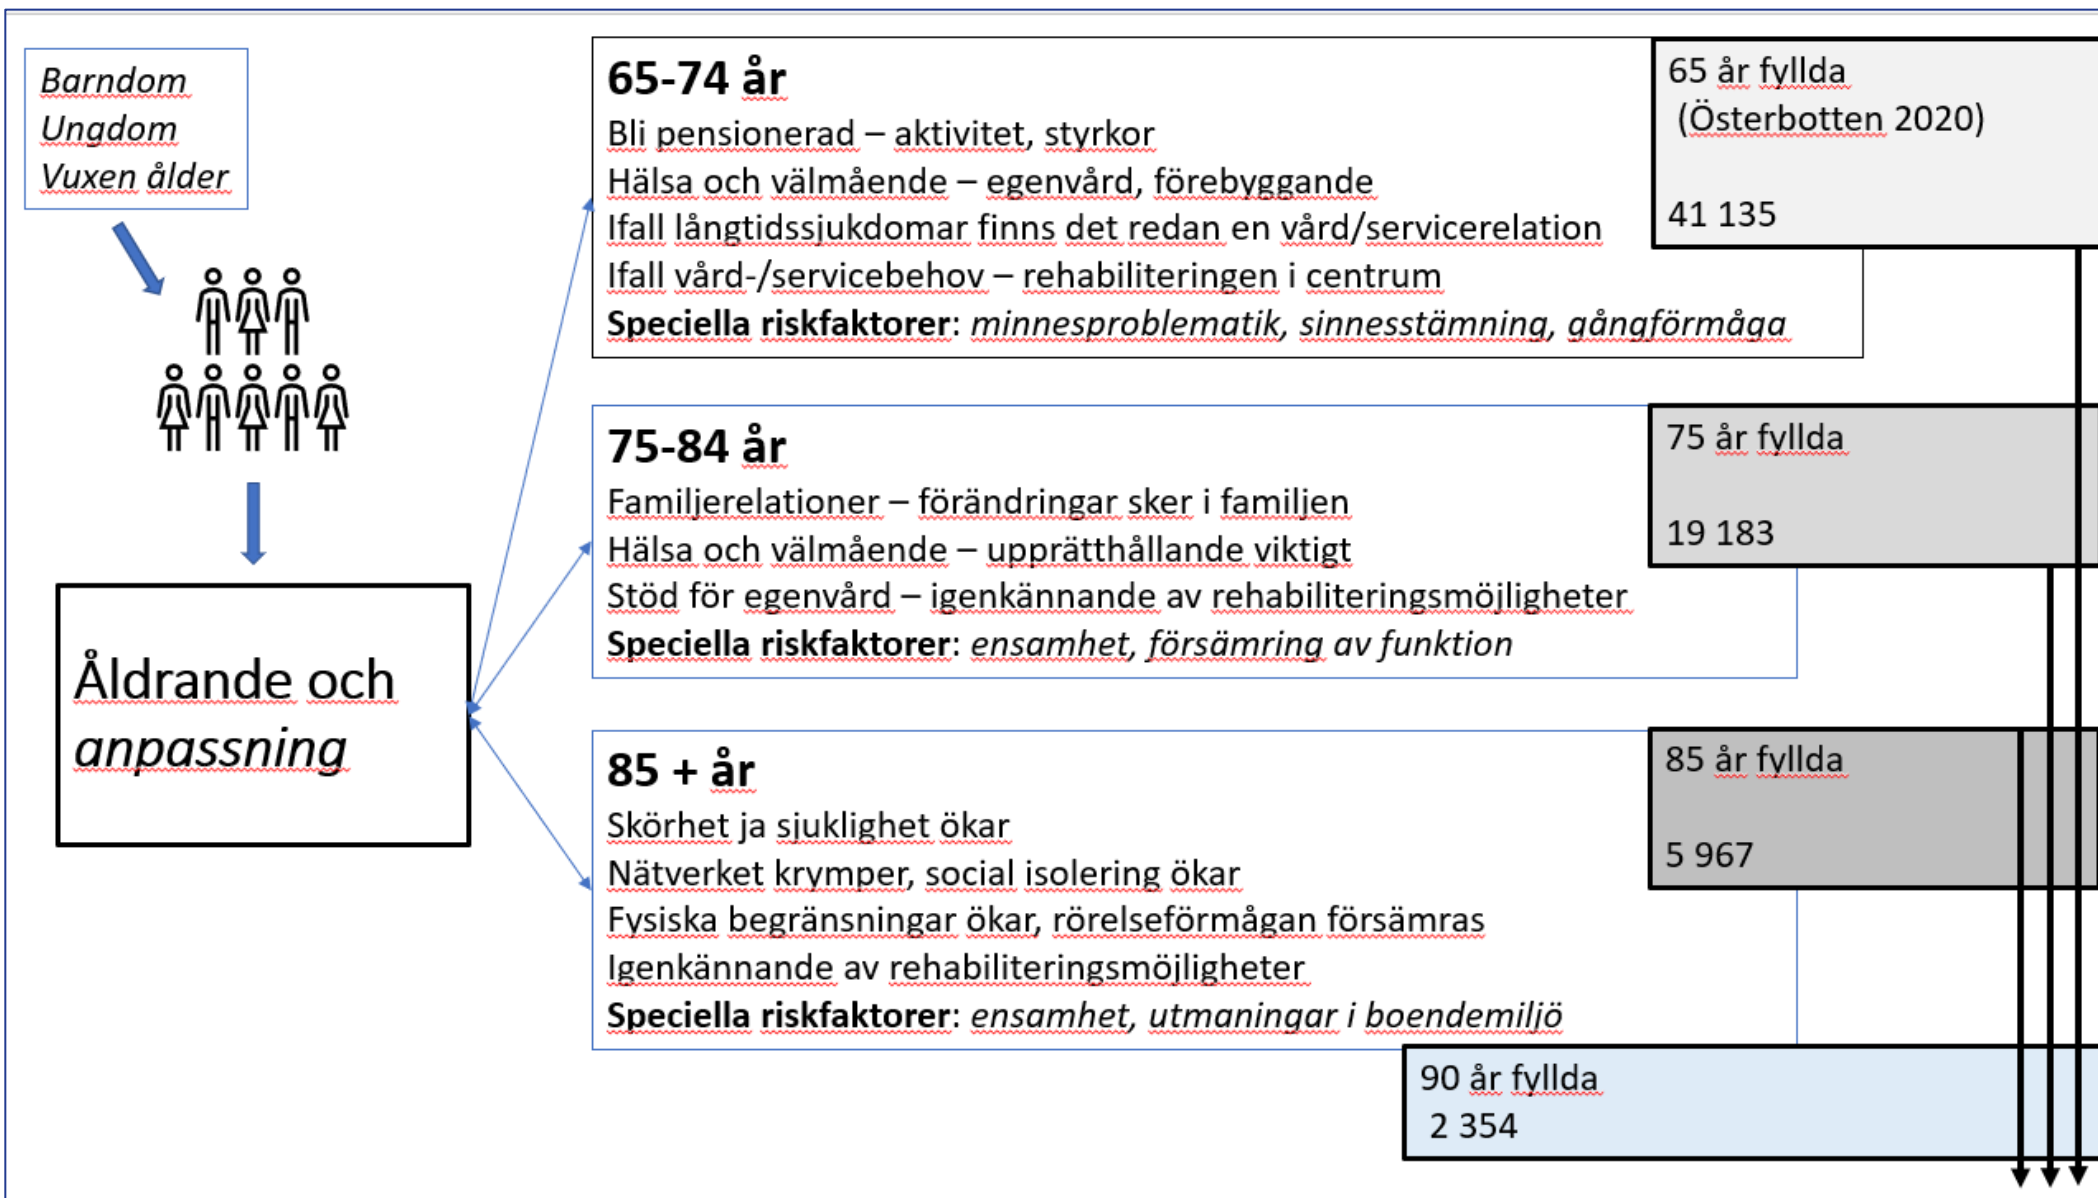 Barndom
Ungdom
Vuxen ålder
Åldrande och
anpassning
65-74 år
Bli pensionerad – aktivitet, styrkor
Hälsa och välmående – egenvård, förebyggande
Ifall långtidssjukdomar finns det redan en vård/servicerelation
Ifall vård-/servicebehov – rehabiliteringen i centrum
Speciella riskfaktorer: minnesproblematik, sinnesstämning, gångförmåga
65 år fyllda
(Österbotten 2020)
41 135
75-84 år
Familjerelationer – förändringar sker i familjen
Hälsa och välmående – upprätthållande viktigt
Stöd för egenvård – igenkännande av rehabiliteringsmöjligheter
Speciella riskfaktorer: ensamhet, försämring av funktion
75 år fyllda
19 183
85 + år
Skörhet ja sjuklighet ökar
Nätverket krymper, social isolering ökar
Fysiska begränsningar ökar, rörelseförmågan försämras
Igenkännande av rehabiliteringsmöjligheter
Speciella riskfaktorer: ensamhet, utmaningar i boendemiljö
85 år fyllda
5 967
90 år fyllda
2 354